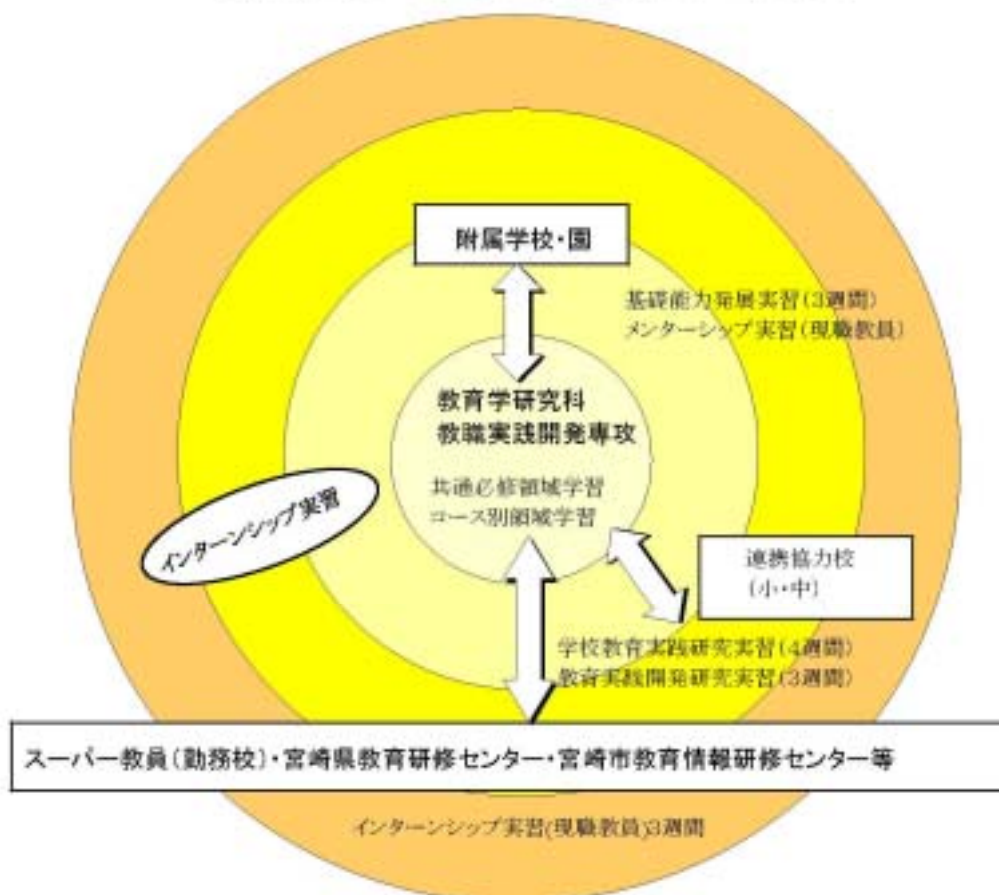 附属学校・園
基礎能力発展実習(3週間)
メンターシップ実習(現職教員)
教育学研究科
教職実践開発専攻
共通必修領域学習
コース別領域学習
インターンシップ実習
連携協力校
(小・中)
学校教育実践研究実習(4週間)
教育実践開発研究実習(3週間)
スーパー教員(勤務校)・宮崎県教育研修センター・宮崎市教育情報研修センター等
インターンシップ実習(現職教員)3週間